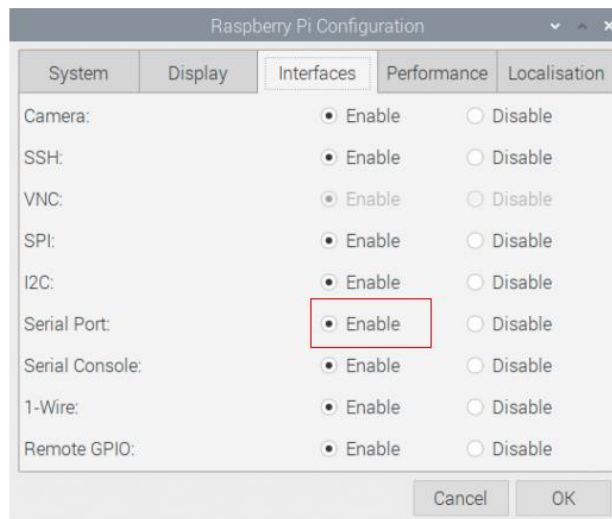 Raspberry Pi Configuration
System Display Interfaces Performance Localisation
Camera: Enable Disable
SSH: Enable Disable
VNC: Enable Disable
SPI: Enable Disable
I2C: Enable Disable
Serial Port: Enable Disable
Serial Console: Enable Disable
1-Wire: Enable Disable
Remote GPIO: Enable Disable
Cancel OK